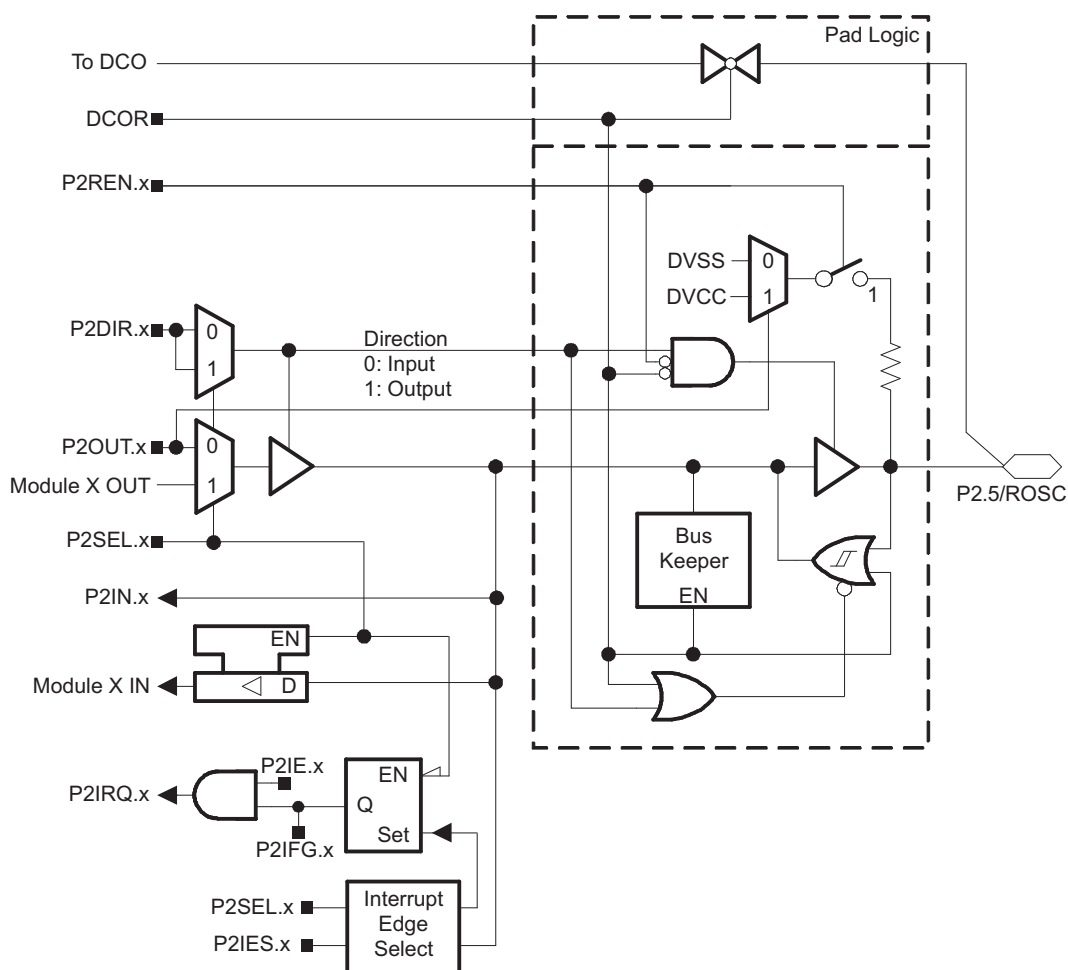 Pad Logic
To DCO
DCOR
P2REN.x
DVSS
0
DVCC
1
1
P2DIR.x
0
1
Direction
0: Input
1: Output
P2OUT.x
0
Module X OUT
1
P2.5/ROSC
P2SEL.x
Bus
Keeper
EN
P2IN.x
EN
Module X IN
D
P2IE.x
EN
P2IRQ.x
Q
Set
P2IFG.x
P2SEL.x
Interrupt
Edge
Select
P2IES.x